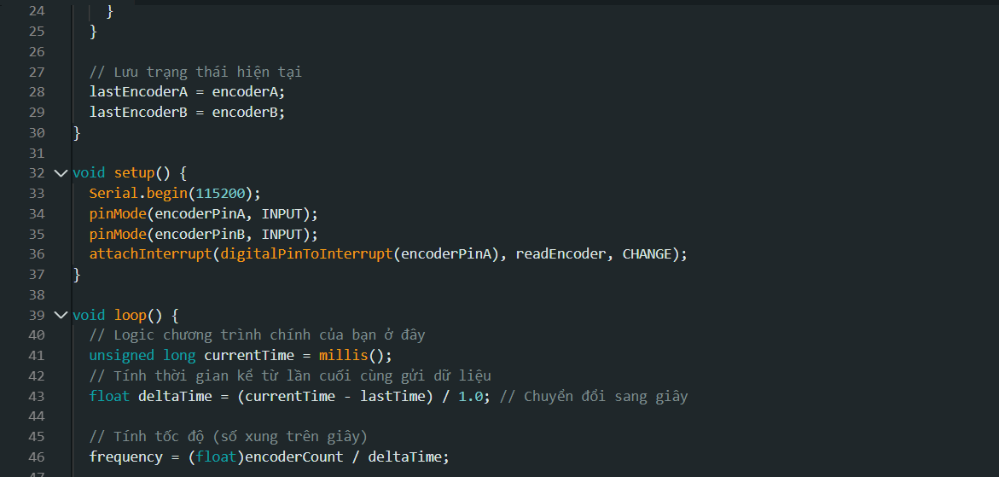 24 }
25 }
26
27 // Lưu trạng thái hiện tại
28 lastEncoderA = encoderA;
29 lastEncoderB = encoderB;
30 }
31
32 void setup() {
33 Serial.begin(115200);
34 pinMode(encoderPinA, INPUT);
35 pinMode(encoderPinB, INPUT);
36 attachInterrupt(digitalPinToInterrupt(encoderPinA), readEncoder, CHANGE);
37 }
38
39 void loop() {
40 // Logic chương trình chính của bạn ở đây
41 unsigned long currentTime = millis();
42 // Tính thời gian kể từ lần cuối cùng gửi dữ liệu
43 float deltaTime = (currentTime - lastTime) / 1.0; // Chuyển đổi sang giây
44
45 // Tính tốc độ (số xung trên giây)
46 frequency = (float)encoderCount / deltaTime;